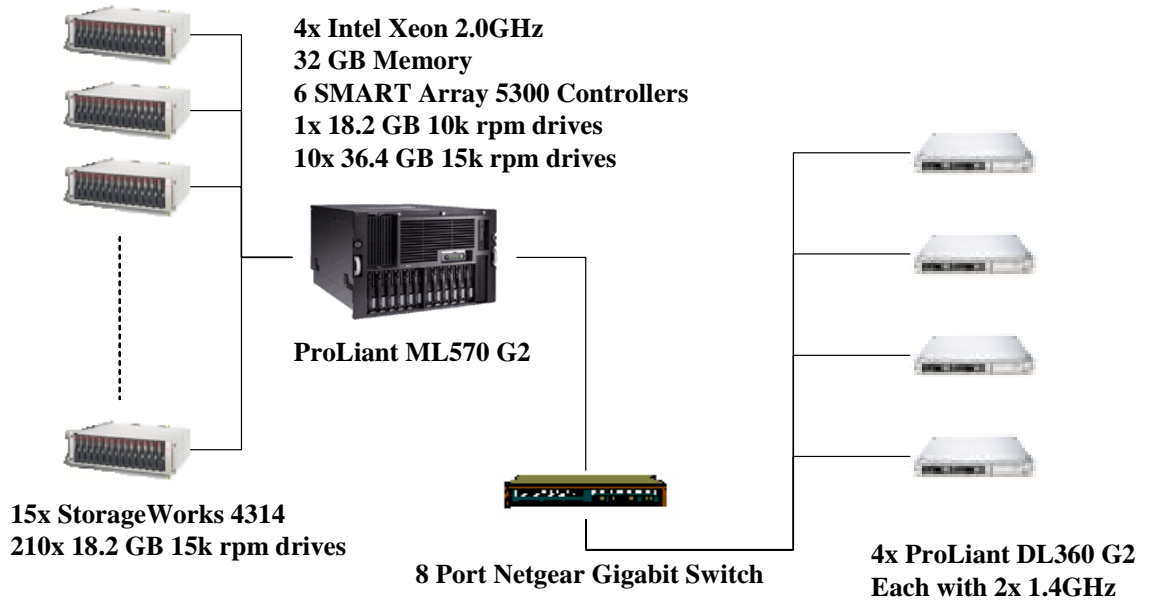 4x Intel Xeon 2.0GHz
32 GB Memory
6 SMART Array 5300 Controllers
1x 18.2 GB 10k rpm drives
10x 36.4 GB 15k rpm drives
ProLiant ML570 G2
15x StorageWorks 4314
210x 18.2 GB 15k rpm drives
8 Port Netgear Gigabit Switch
4x ProLiant DL360 G2
Each with 2x 1.4GHz